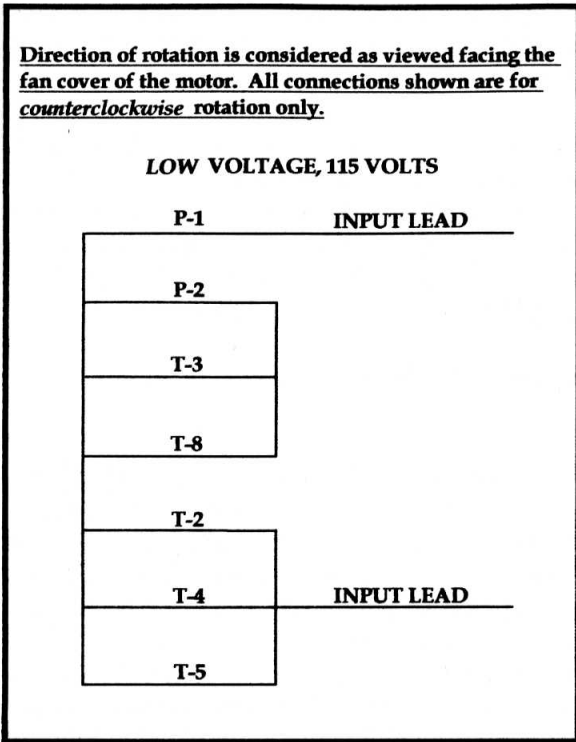 Direction of rotation is considered as viewed facing the
fan cover of the motor. All connections shown are for
counterclockwise rotation only.
LOW VOLTAGE, 115 VOLTS
P-1 INPUT LEAD
P-2
T-3
T-8
T-2
T-4 INPUT LEAD
T-5